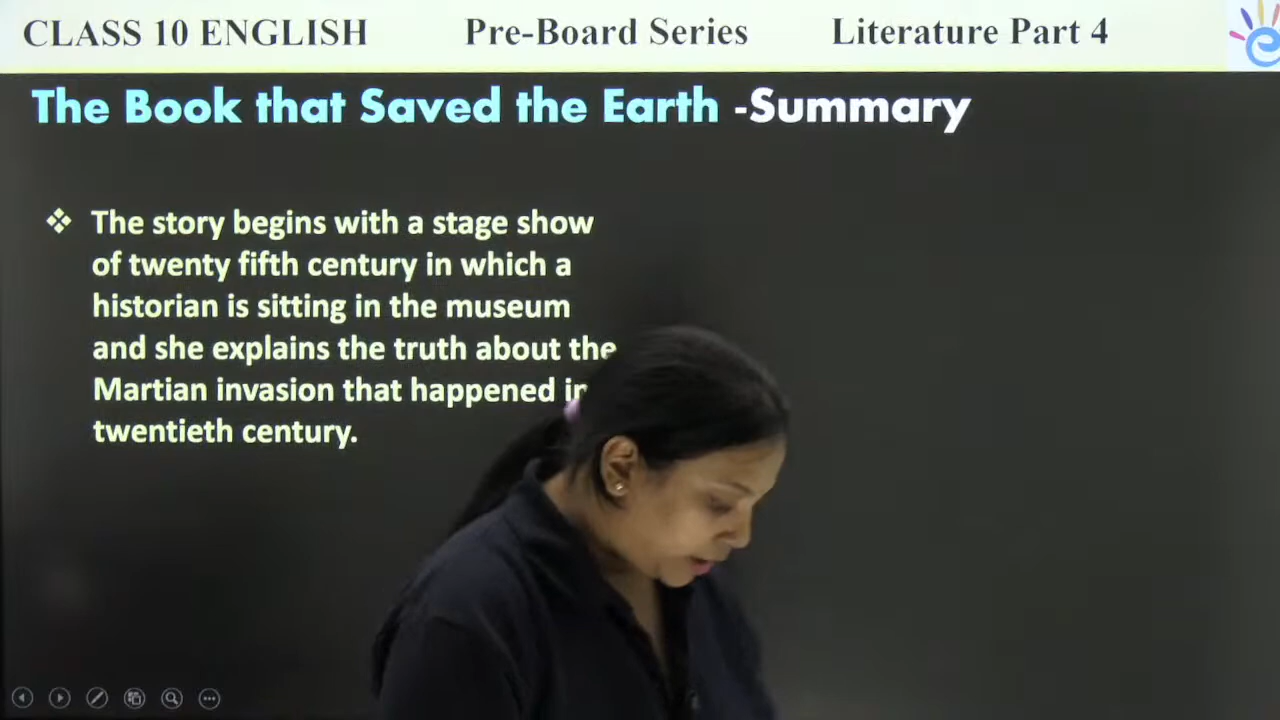 CLASS 10 ENGLISH Pre-Board Series Literature Part 4
The Book that Saved the Earth -Summary
❖ The story begins with a stage show
of twenty fifth century in which a
historian is sitting in the museum
and she explains the truth about the
Martian invasion that happened in
twentieth century.